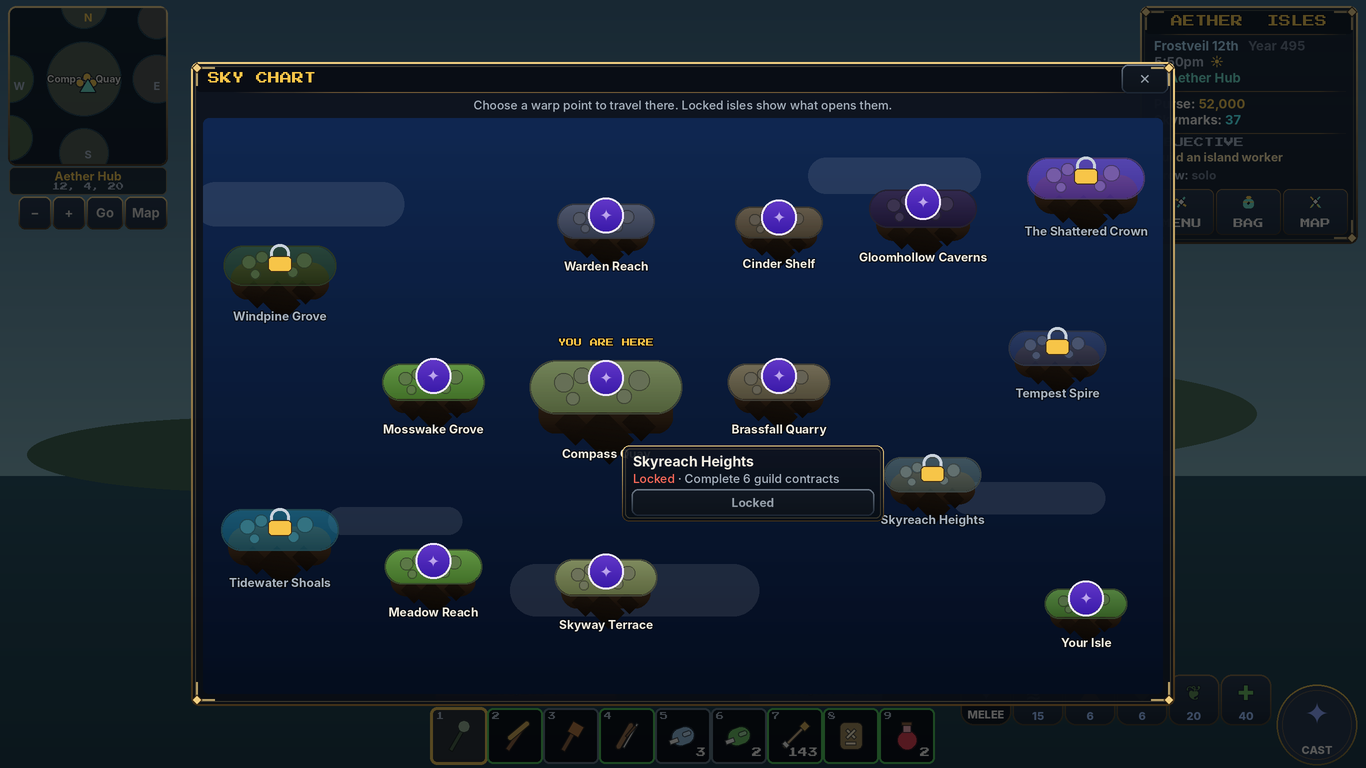 N
W
E
S
Aether Hub
12, 4, 20
−
+
Go
Map
AETHER ISLES
Frostveil 12th Year 495
Aether Hub
52,000
37
an island worker
solo
BAG
MAP
SKY CHART
×
Choose a warp point to travel there. Locked isles show what opens them.
The Shattered Crown
Warden Reach
Cinder Shelf
Gloomhollow Caverns
Windpine Grove
YOU ARE HERE
Tempest Spire
Mosswake Grove
Brassfall Quarry
Compass
Skyreach Heights
Locked · Complete 6 guild contracts
Locked
Skyreach Heights
Tidewater Shoals
Meadow Reach
Skyway Terrace
Your Isle
1
2
3
4
5
3
6
2
7
143
8
9
2
MELEE
15
6
6
20
40
CAST